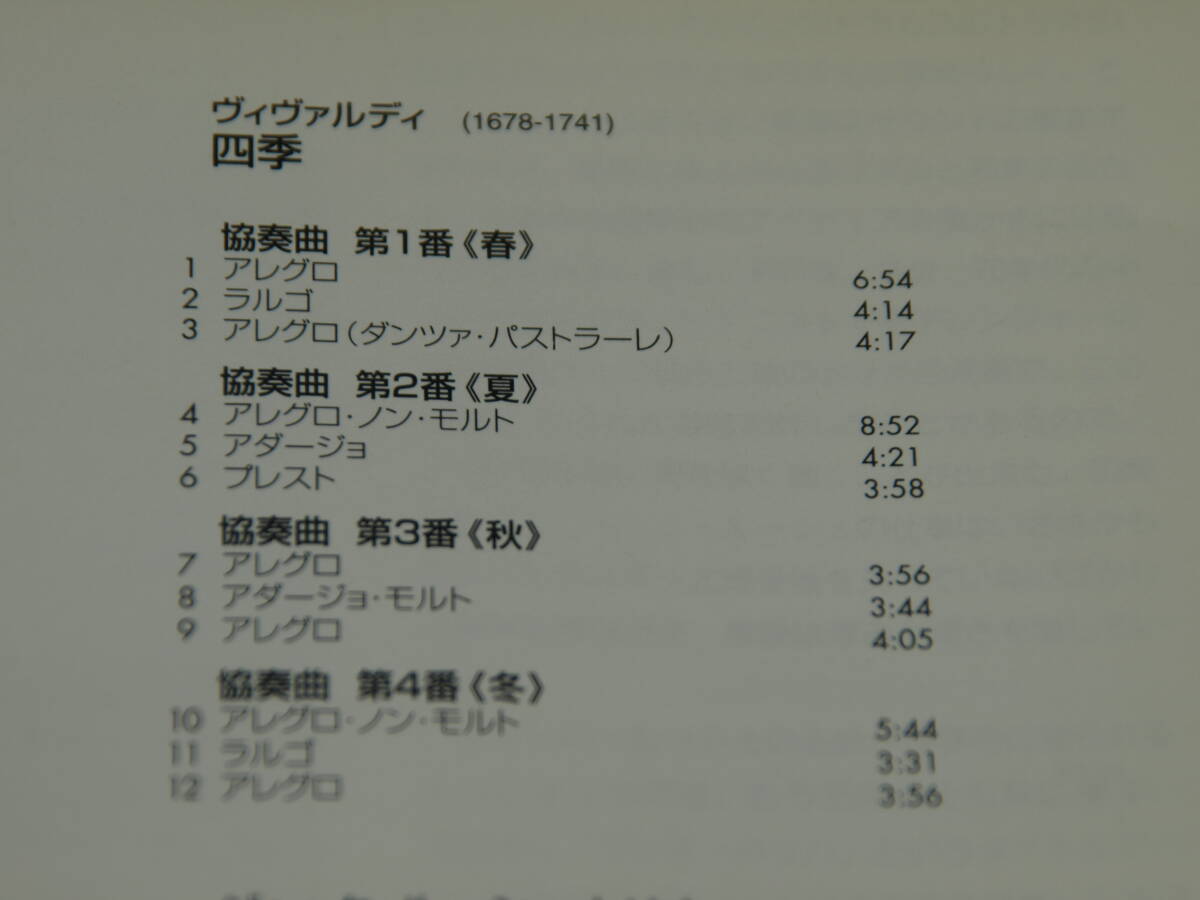 ヴィヴァルディ (1678-1741)
四季
協奏曲 第1番《春》
1 アレグロ 6:54
2 ラルゴ 4:14
3 アレグロ(ダンツァ・パストラーレ) 4:17
協奏曲 第2番《夏》
4 アレグロ・ノン・モルト 8:52
5 アダージョ 4:21
6 プレスト 3:58
協奏曲 第3番《秋》
7 アレグロ 3:56
8 アダージョ・モルト 3:44
9 アレグロ 4:05
協奏曲 第4番《冬》
10 アレグロ・ノン・モルト 5:44
11 ラルゴ 3:31
12 アレグロ 3:56